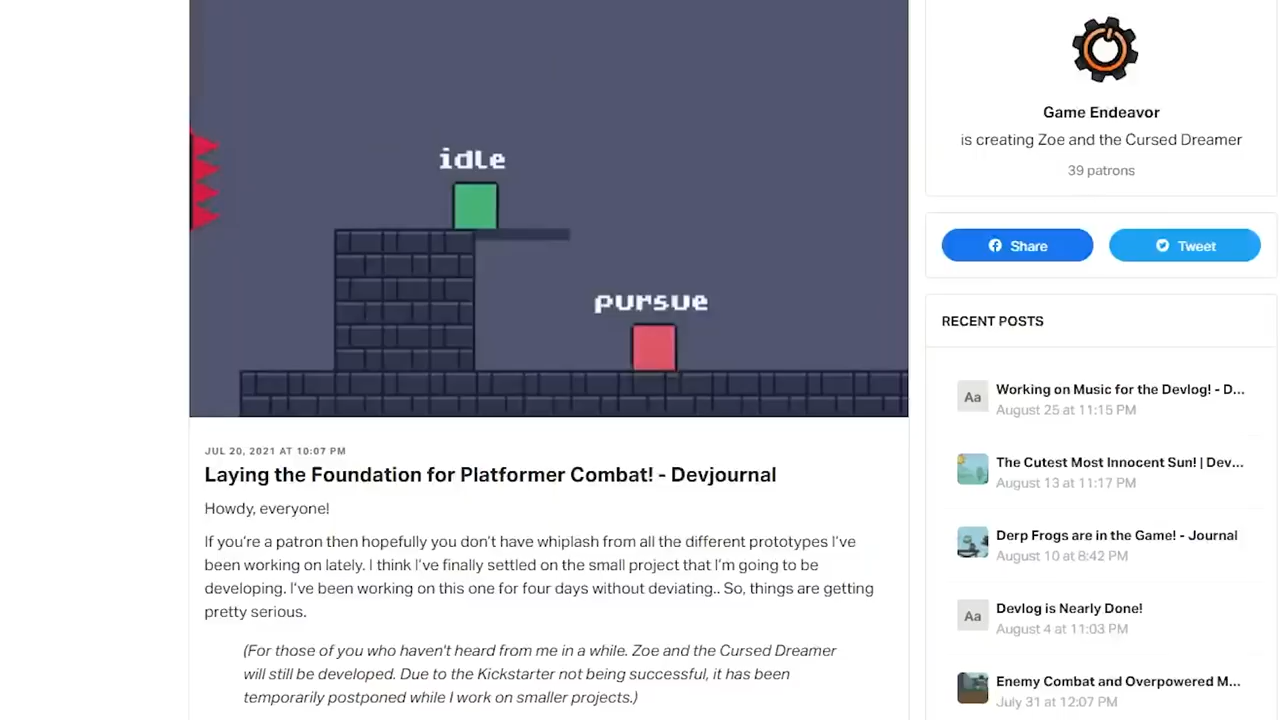 idle
pursue
JUL 20, 2021 AT 10:07 PM
Laying the Foundation for Platformer Combat! - Devjournal
Howdy, everyone!
If you're a patron then hopefully you don't have whiplash from all the different prototypes I've
been working on lately. I think I've finally settled on the small project that I'm going to be
developing. I've been working on this one for four days without deviating.. So, things are getting
pretty serious.
(For those of you who haven't heard from me in a while. Zoe and the Cursed Dreamer
will still be developed. Due to the Kickstarter not being successful, it has been
temporarily postponed while I work on smaller projects.)
Game Endeavor
is creating Zoe and the Cursed Dreamer
39 patrons
Share
Tweet
RECENT POSTS
Aa
Working on Music for the Devlog! - D...
August 25 at 11:15 PM
The Cutest Most Innocent Sun! | Dev...
August 13 at 11:17 PM
Derp Frogs are in the Game! - Journal
August 10 at 8:42 PM
Aa
Devlog is Nearly Done!
August 4 at 11:03 PM
Enemy Combat and Overpowered M...
July 31 at 12:07 PM